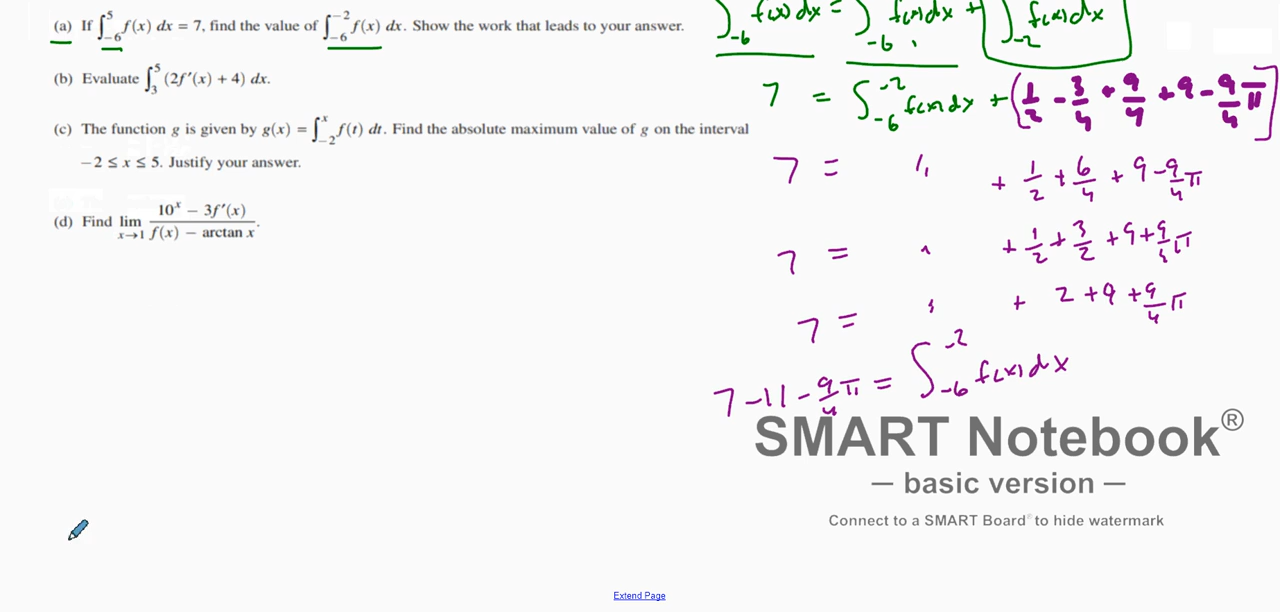 (a) If ∫_{-6}^{5} f(x) dx = 7, find the value of ∫_{-6}^{-2} f(x) dx. Show the work that leads to your answer.
(b) Evaluate ∫_{3}^{5} (2f′(x) + 4) dx.
(c) The function g is given by g(x) = ∫_{-2}^{x} f(t) dt. Find the absolute maximum value of g on the interval
−2 ≤ x ≤ 5. Justify your answer.
(d) Find lim_{x→1} (10^x − 3f′(x)) / (f(x) − arctan x).
∫_{-6} f(x)dx = ∫_{-6} f(x)dx + ∫_{-2} f(x)dx
7 = ∫_{-6}^{-2} f(x)dx + (1/2 − 3/4 + 9/4 + 9 − 9/4 π]
7 = " + 1/2 + 6/4 + 9 − 9/4 π
7 = " + 1/2 + 3/2 + 9 + 9/4 π
7 = " + 2 + 9 + 9/4 π
7 − 11 − 9/4 π = ∫_{-6}^{-2} f(x)dx
SMART Notebook®
— basic version —
Connect to a SMART Board® to hide watermark
Extend Page